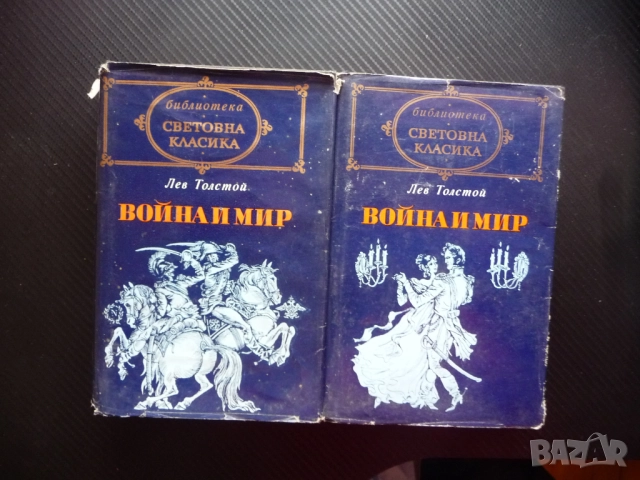 библиотека
СВЕТОВНА
КЛАСИКА
Лев Толстой
ВОЙНА И МИР
библиотека
СВЕТОВНА
КЛАСИКА
Лев Толстой
ВОЙНА И МИР
BAZAR